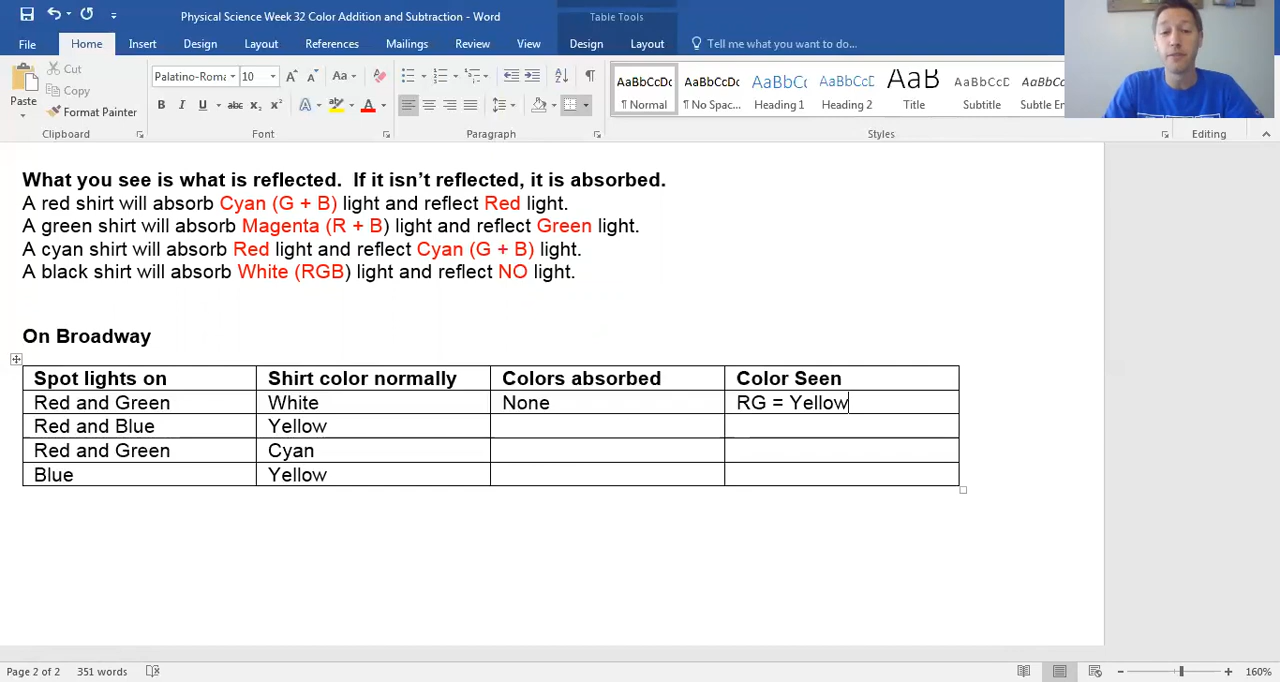 Physical Science Week 32 Color Addition and Subtraction - Word
Table Tools
File Home Insert Design Layout References Mailings Review View Design Layout Tell me what you want to do...
Paste
Cut
Copy
Format Painter
Palatino-Roma 10
AaBbCcDc AaBbCcDc AaBbCc AaBbCcD AaB AaBbCcD AaBbCcDc
¶ Normal ¶ No Spac... Heading 1 Heading 2 Title Subtitle Subtle En
Clipboard Font Paragraph Styles Editing
What you see is what is reflected. If it isn't reflected, it is absorbed.
A red shirt will absorb Cyan (G + B) light and reflect Red light.
A green shirt will absorb Magenta (R + B) light and reflect Green light.
A cyan shirt will absorb Red light and reflect Cyan (G + B) light.
A black shirt will absorb White (RGB) light and reflect NO light.
On Broadway
Spot lights on Shirt color normally Colors absorbed Color Seen
Red and Green White None RG = Yellow
Red and Blue Yellow
Red and Green Cyan
Blue Yellow
Page 2 of 2 351 words 160%